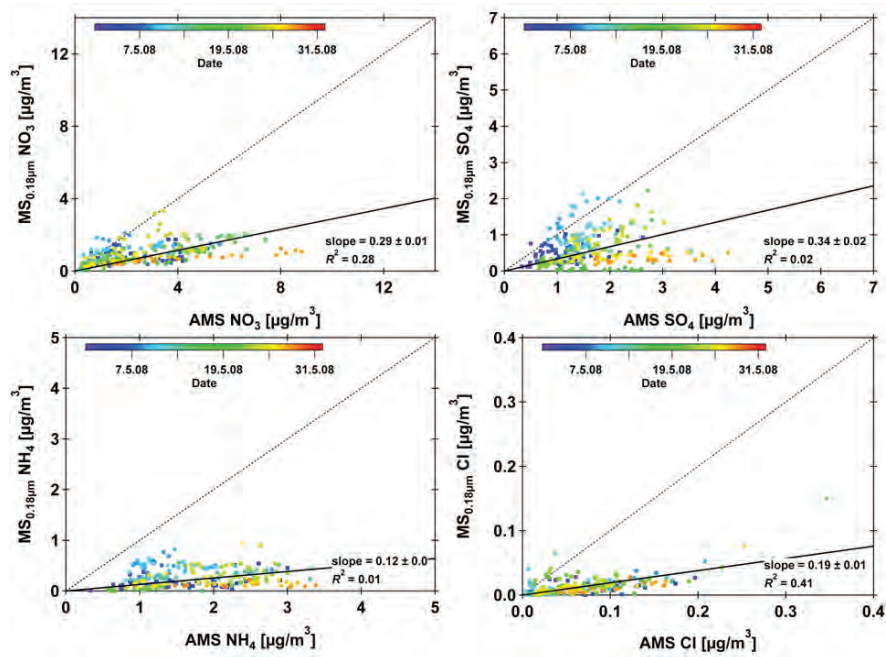 14
12
8
4
0
MS0.18µm NO3 [µg/m3]
7.5.08 19.5.08 31.5.08
Date
slope = 0.29 ± 0.01
R2 = 0.28
0 4 8 12
AMS NO3 [µg/m3]
7
6
5
4
3
2
1
0
MS0.18µm SO4 [µg/m3]
7.5.08 19.5.08 31.5.08
Date
slope = 0.34 ± 0.02
R2 = 0.02
0 1 2 3 4 5 6 7
AMS SO4 [µg/m3]
5
4
3
2
1
0
MS0.18µm NH4 [µg/m3]
7.5.08 19.5.08 31.5.08
Date
slope = 0.12 ± 0.0
R2 = 0.01
0 1 2 3 4 5
AMS NH4 [µg/m3]
0.4
0.3
0.2
0.1
0.0
MS0.18µm Cl [µg/m3]
7.5.08 19.5.08 31.5.08
Date
slope = 0.19 ± 0.01
R2 = 0.41
0.0 0.1 0.2 0.3 0.4
AMS Cl [µg/m3]